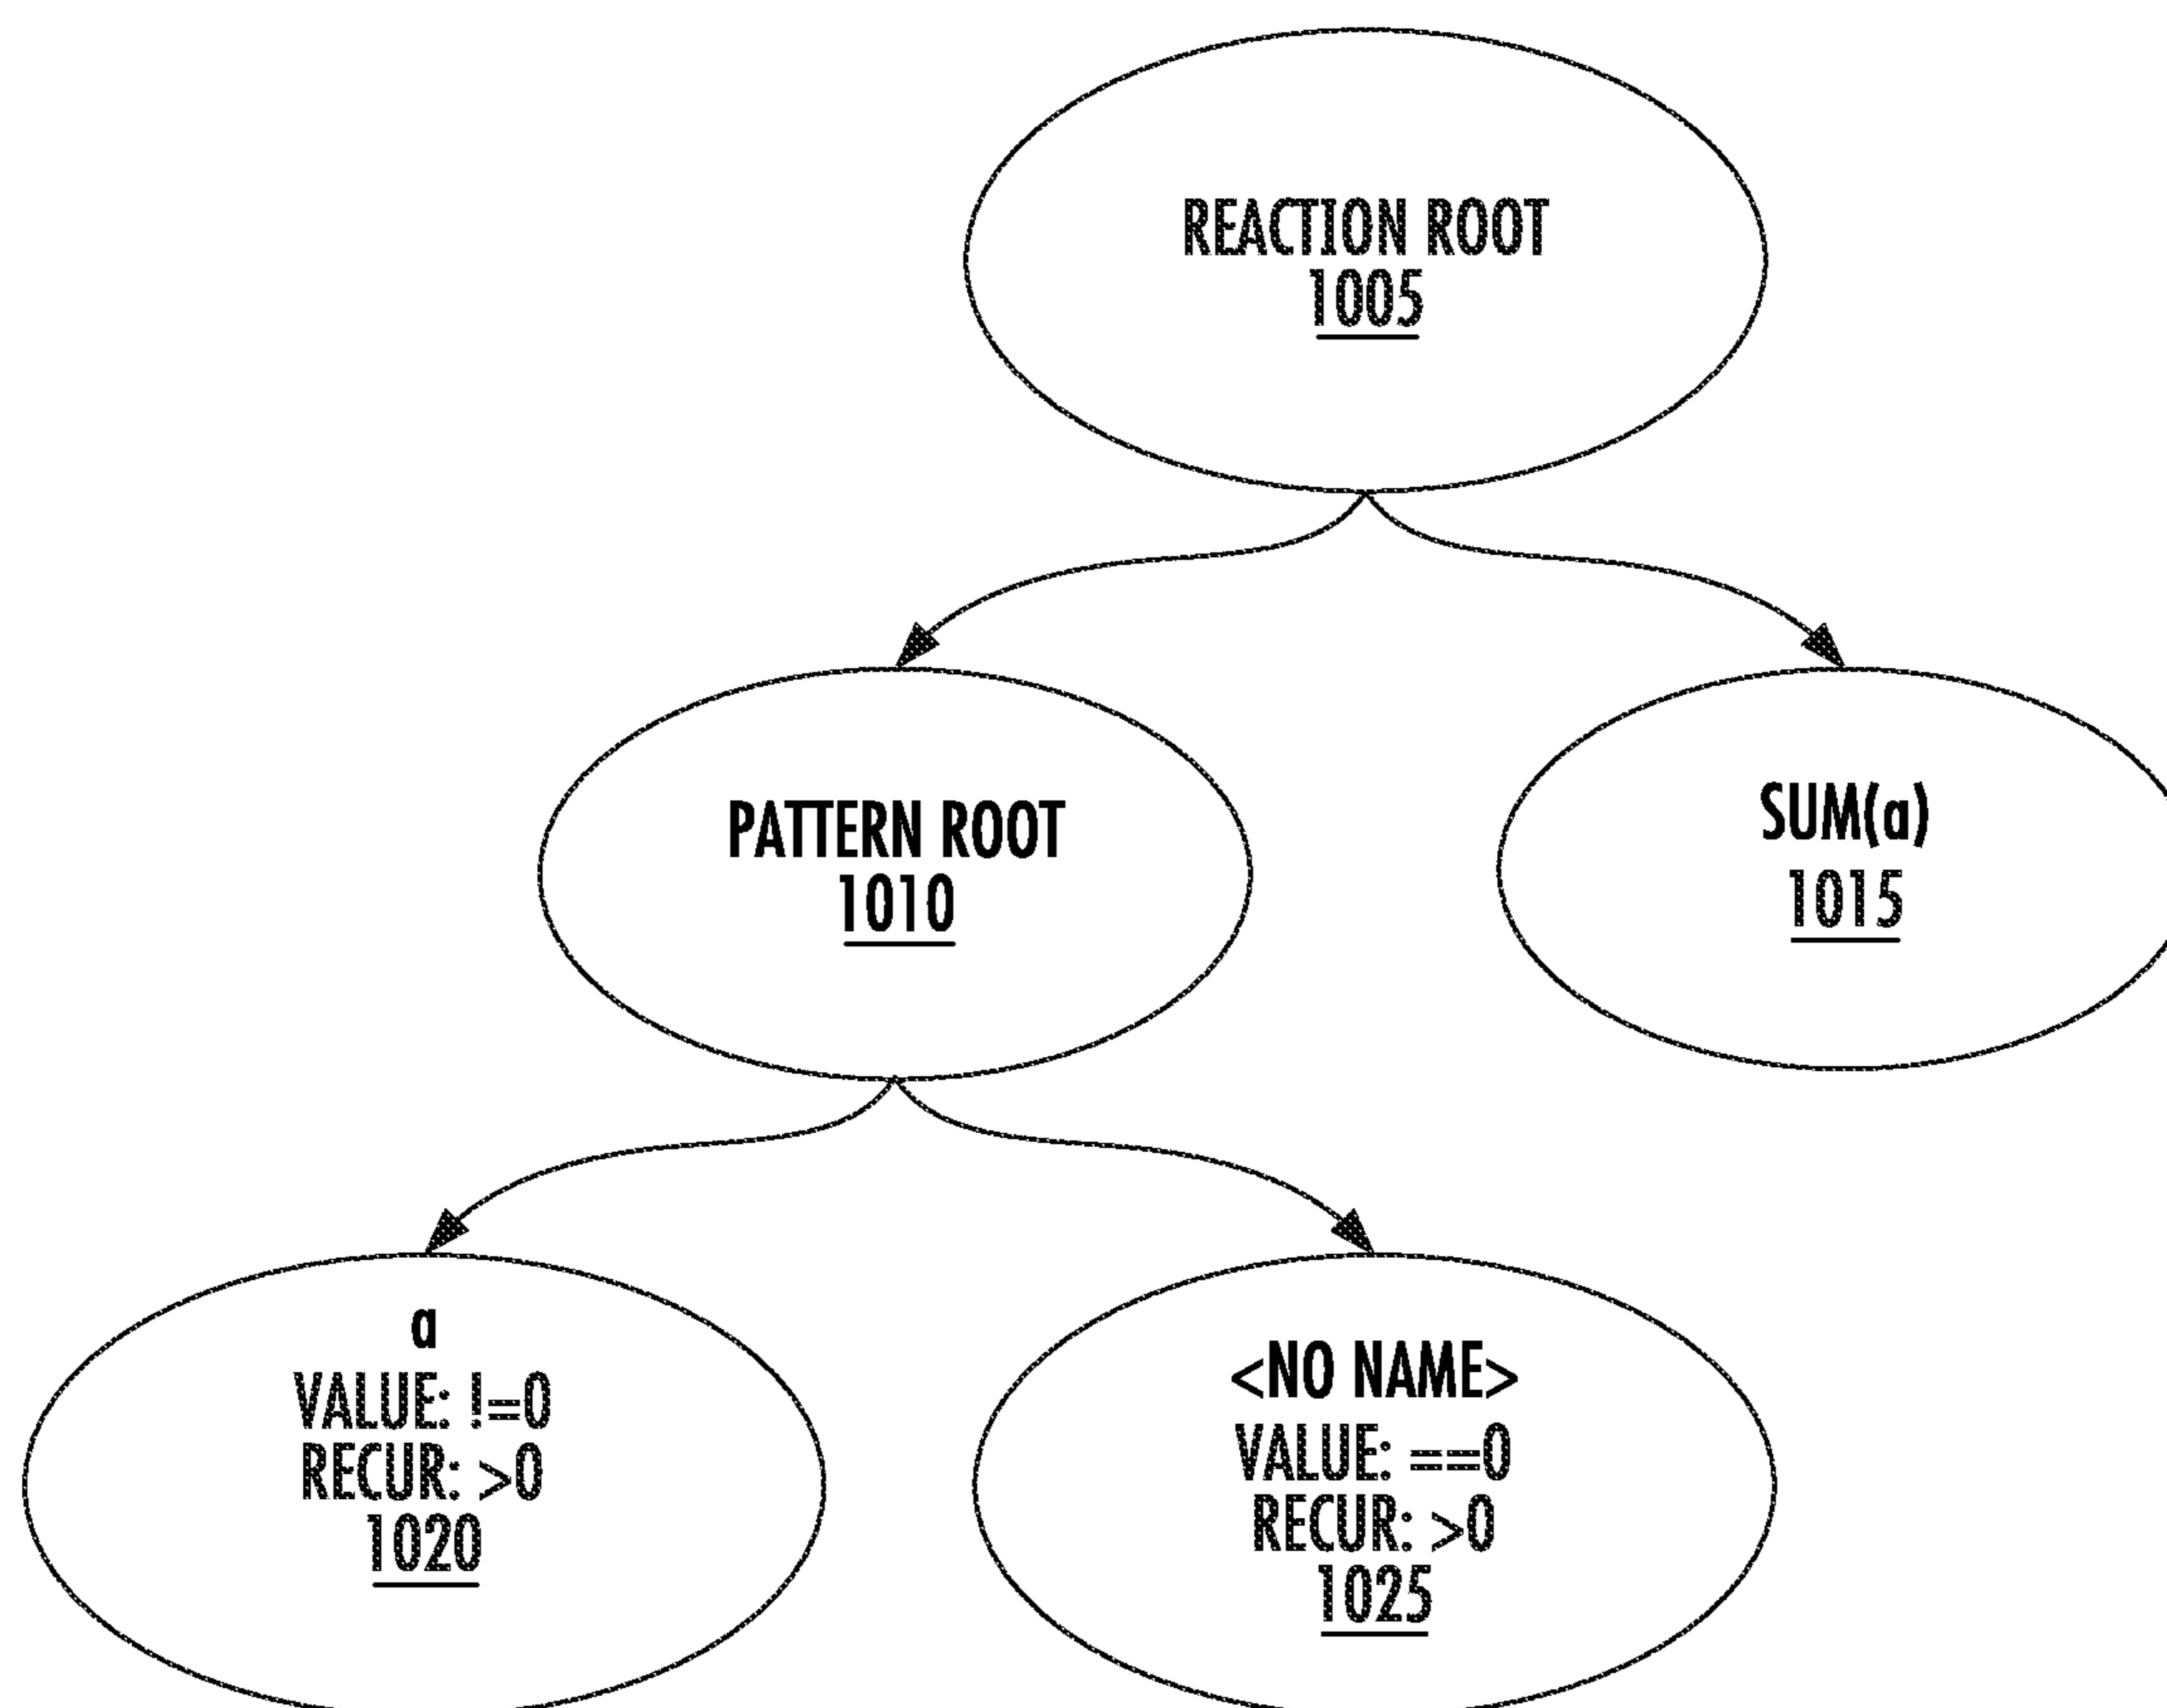 REACTION ROOT
1005
PATTERN ROOT
1010
SUM(a)
1015
a
VALUE: !=0
RECUR: >0
1020
<NO NAME>
VALUE: ==0
RECUR: >0
1025